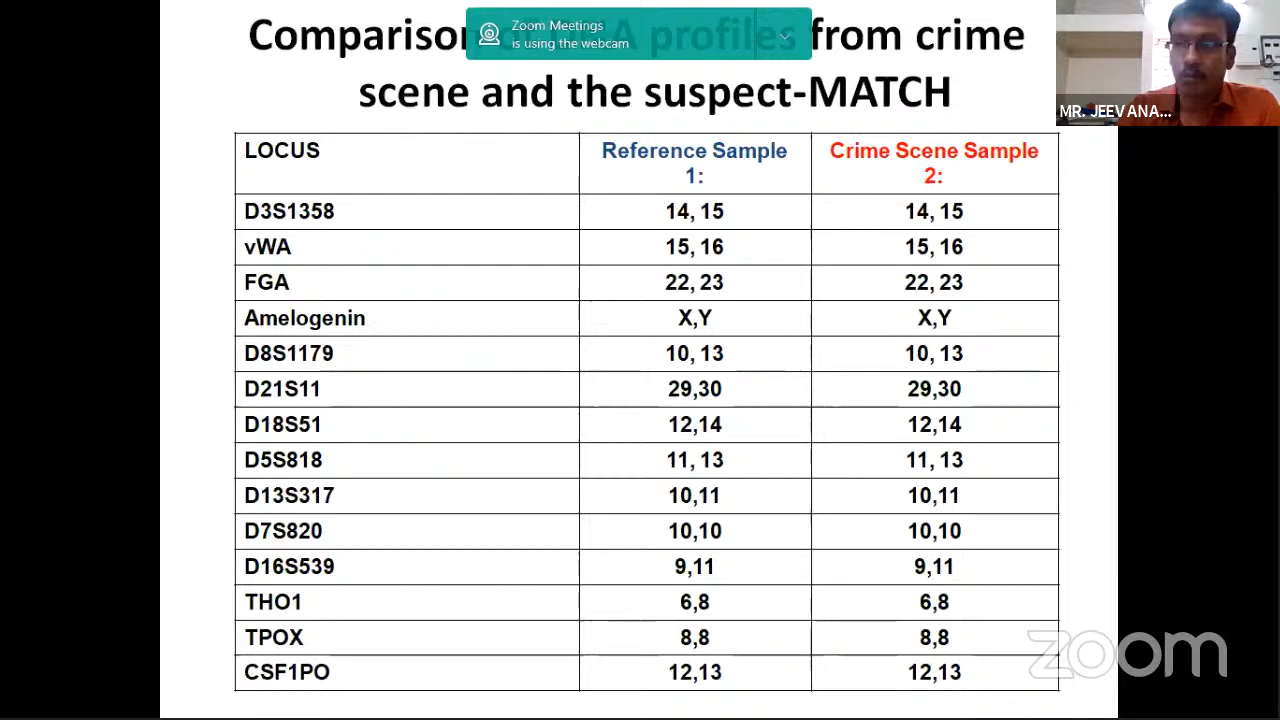 Comparison A profiles from crime
scene and the suspect-MATCH
Zoom Meetings
is using the webcam
MR. JEEV ANA...
LOCUS Reference Sample 1: Crime Scene Sample 2:
D3S1358 14, 15 14, 15
vWA 15, 16 15, 16
FGA 22, 23 22, 23
Amelogenin X,Y X,Y
D8S1179 10, 13 10, 13
D21S11 29,30 29,30
D18S51 12,14 12,14
D5S818 11, 13 11, 13
D13S317 10,11 10,11
D7S820 10,10 10,10
D16S539 9,11 9,11
THO1 6,8 6,8
TPOX 8,8 8,8
CSF1PO 12,13 12,13
zoom